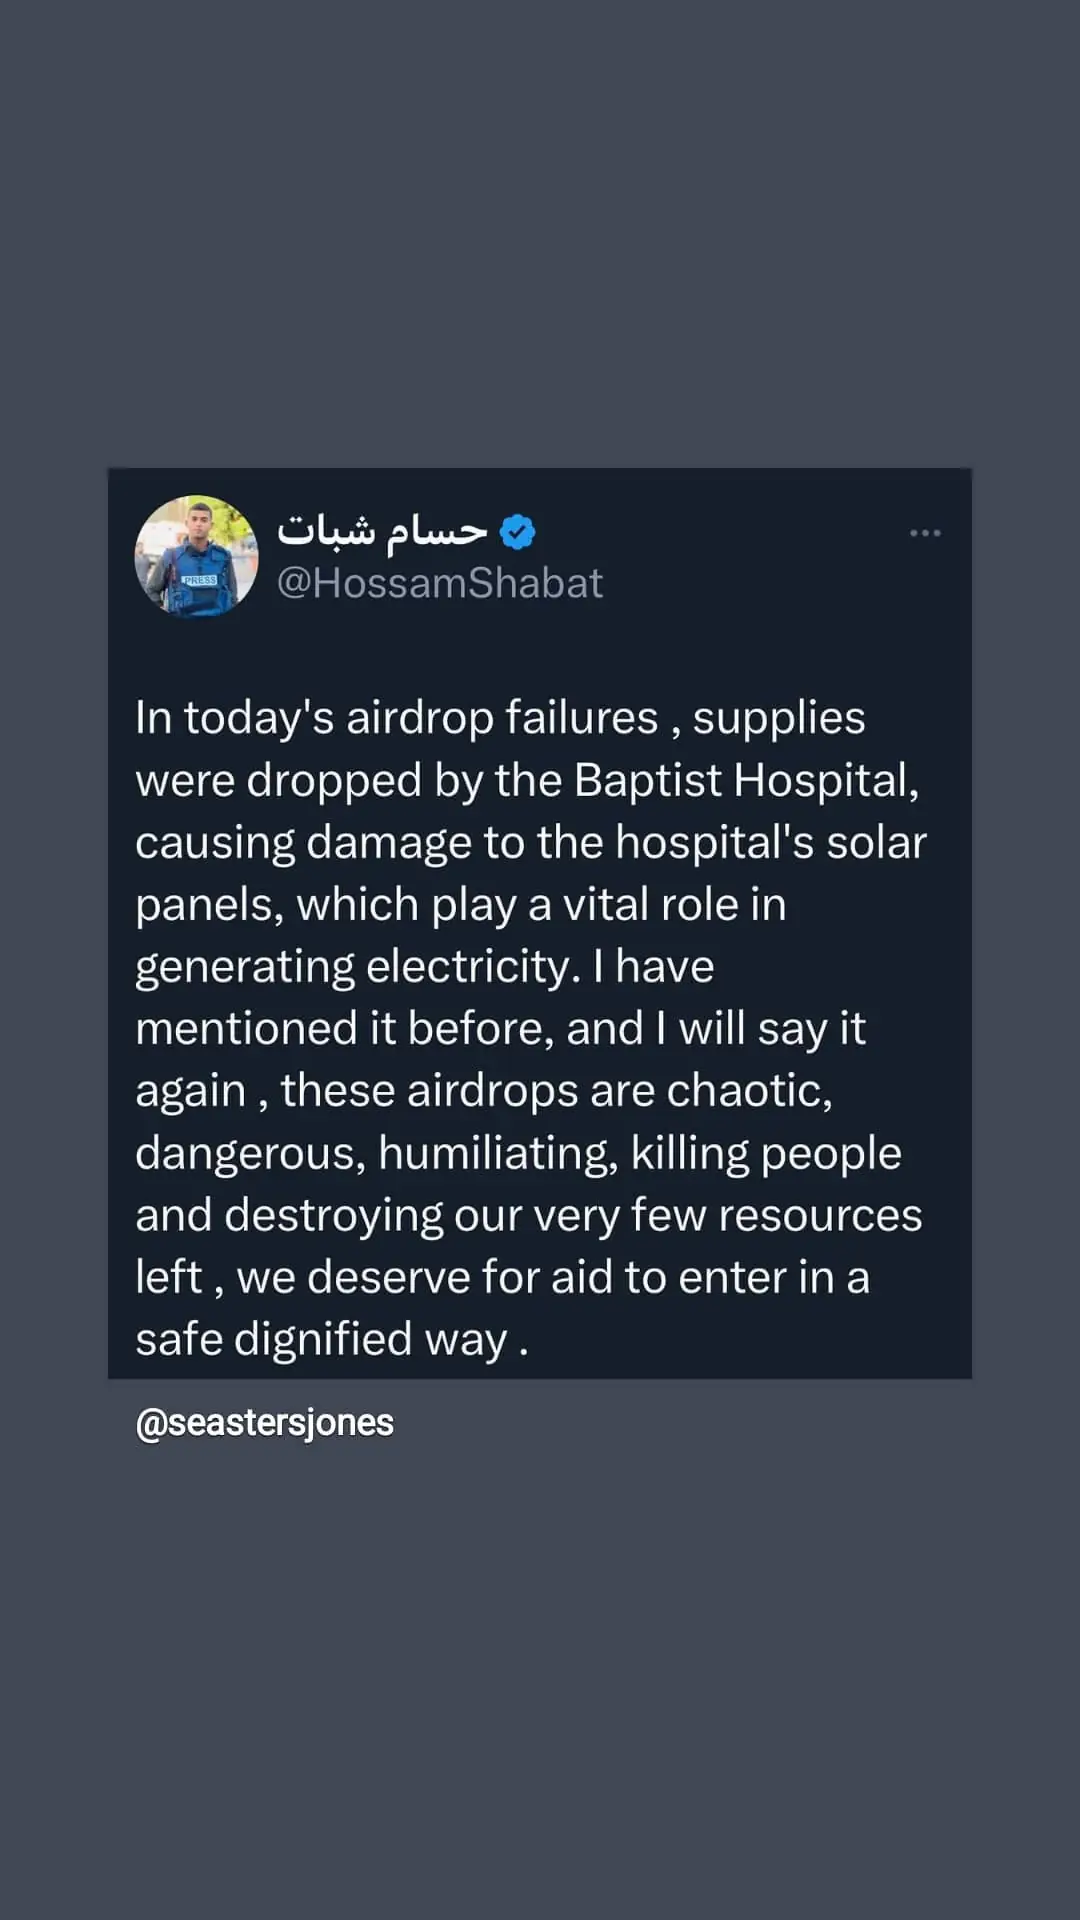 حسام شبات
@HossamShabat
PRESS
In today's airdrop failures , supplies
were dropped by the Baptist Hospital,
causing damage to the hospital's solar
panels, which play a vital role in
generating electricity. I have
mentioned it before, and I will say it
again , these airdrops are chaotic,
dangerous, humiliating, killing people
and destroying our very few resources
left , we deserve for aid to enter in a
safe dignified way .
@seastersjones